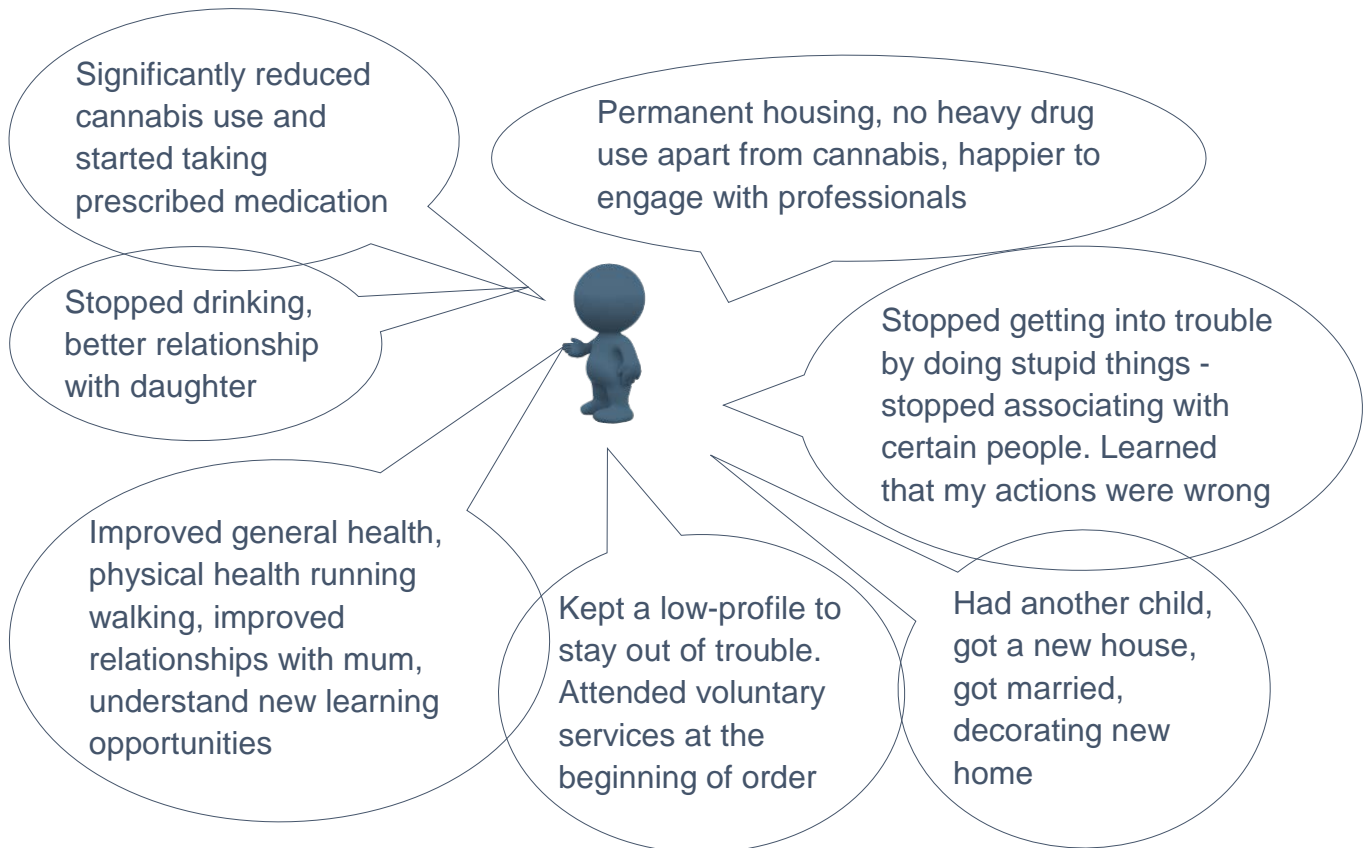 Significantly reduced
cannabis use and
started taking
prescribed medication
Permanent housing, no heavy drug
use apart from cannabis, happier to
engage with professionals
Stopped drinking,
better relationship
with daughter
Stopped getting into trouble
by doing stupid things -
stopped associating with
certain people. Learned
that my actions were wrong
Improved general health,
physical health running
walking, improved
relationships with mum,
understand new learning
opportunities
Kept a low-profile to
stay out of trouble.
Attended voluntary
services at the
beginning of order
Had another child,
got a new house,
got married,
decorating new
home